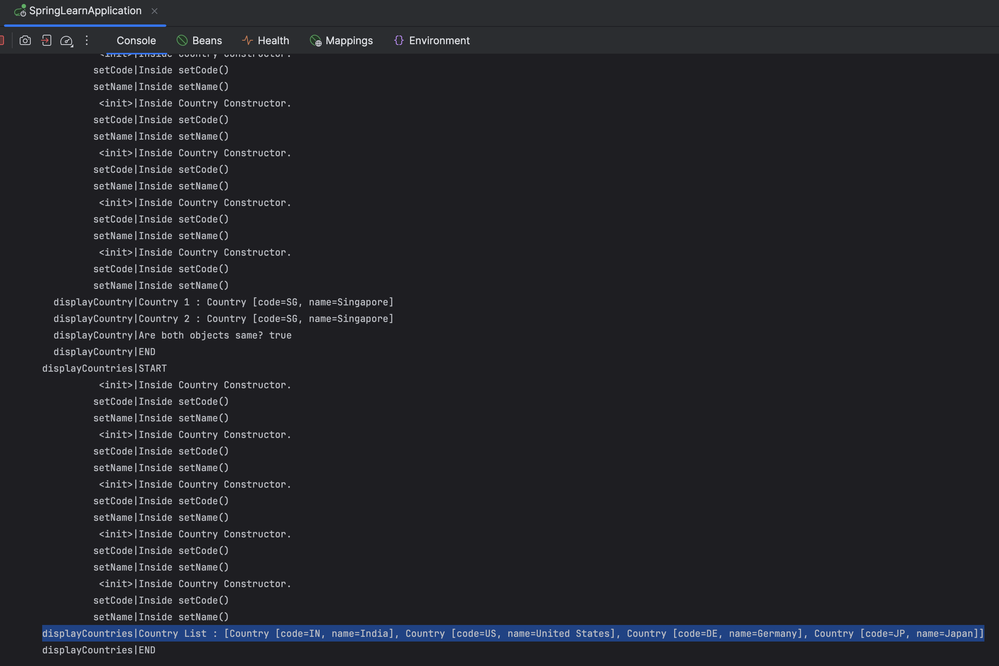 SpringLearnApplication
Console Beans Health Mappings Environment
<init>|Inside Country Constructor.
setCode|Inside setCode()
setName|Inside setName()
<init>|Inside Country Constructor.
setCode|Inside setCode()
setName|Inside setName()
<init>|Inside Country Constructor.
setCode|Inside setCode()
setName|Inside setName()
<init>|Inside Country Constructor.
setCode|Inside setCode()
setName|Inside setName()
<init>|Inside Country Constructor.
setCode|Inside setCode()
setName|Inside setName()
displayCountry|Country 1 : Country [code=SG, name=Singapore]
displayCountry|Country 2 : Country [code=SG, name=Singapore]
displayCountry|Are both objects same? true
displayCountry|END
displayCountries|START
<init>|Inside Country Constructor.
setCode|Inside setCode()
setName|Inside setName()
<init>|Inside Country Constructor.
setCode|Inside setCode()
setName|Inside setName()
<init>|Inside Country Constructor.
setCode|Inside setCode()
setName|Inside setName()
<init>|Inside Country Constructor.
setCode|Inside setCode()
setName|Inside setName()
<init>|Inside Country Constructor.
setCode|Inside setCode()
setName|Inside setName()
displayCountries|Country List : [Country [code=IN, name=India], Country [code=US, name=United States], Country [code=DE, name=Germany], Country [code=JP, name=Japan]]
displayCountries|END